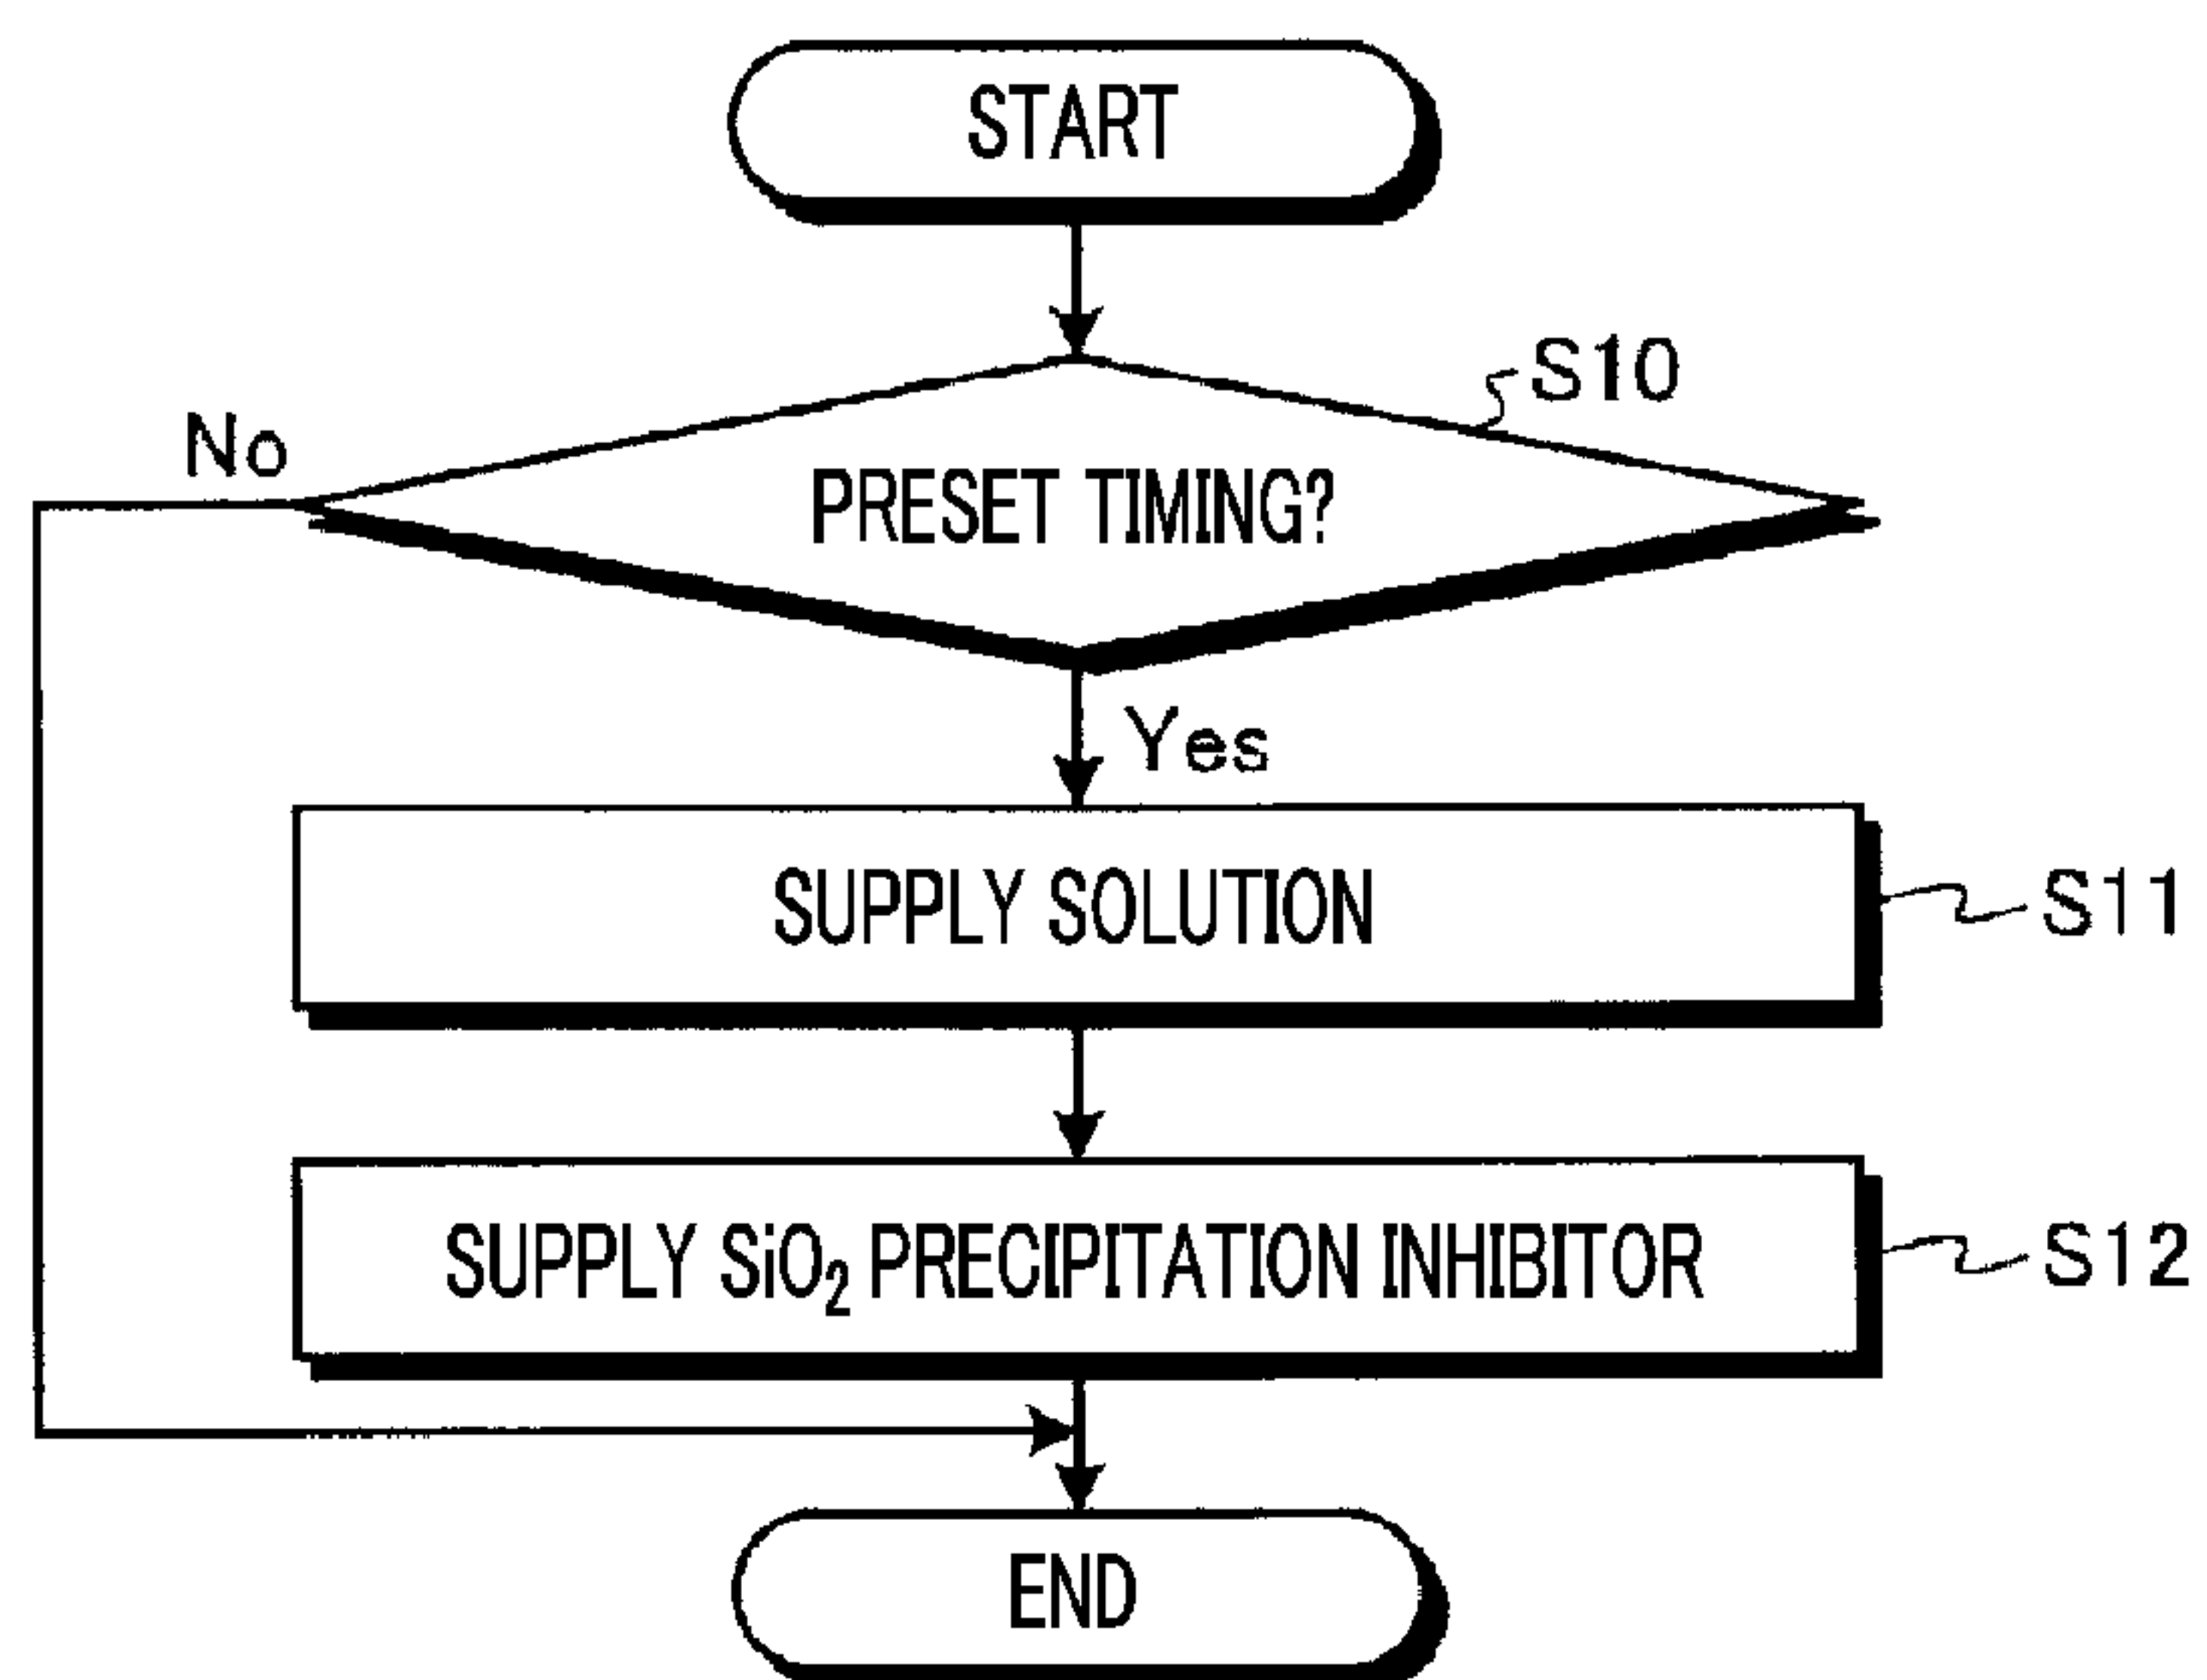 START
S10
No
PRESET TIMING?
Yes
SUPPLY SOLUTION
S11
SUPPLY SiO₂ PRECIPITATION INHIBITOR
S12
END